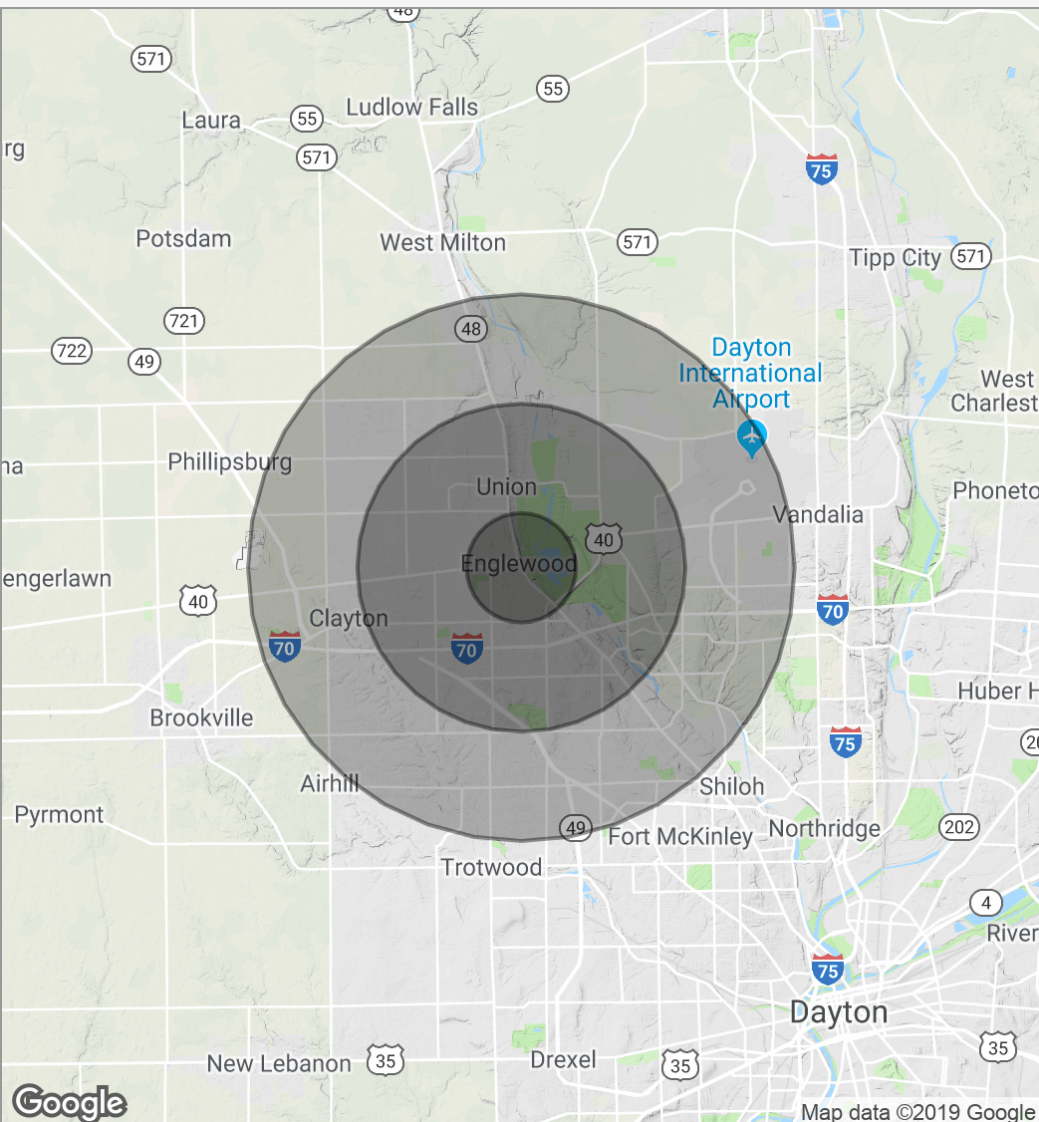 48
571
55
Ludlow Falls
Laura
55
rg
571
75
Potsdam
West Milton
571
Tipp City
571
721
48
722
49
Dayton
International
Airport
West
Charlest
Phillipsburg
na
Union
Phoneto
Vandalia
40
Englewood
engerlawn
40
70
Clayton
70
70
Huber H
Brookville
75
20
Airhill
Shiloh
Pyrmont
49
Fort McKinley
Northridge
202
Trotwood
4
River
75
Dayton
35
New Lebanon
35
Drexel
35
Google
Map data ©2019 Google